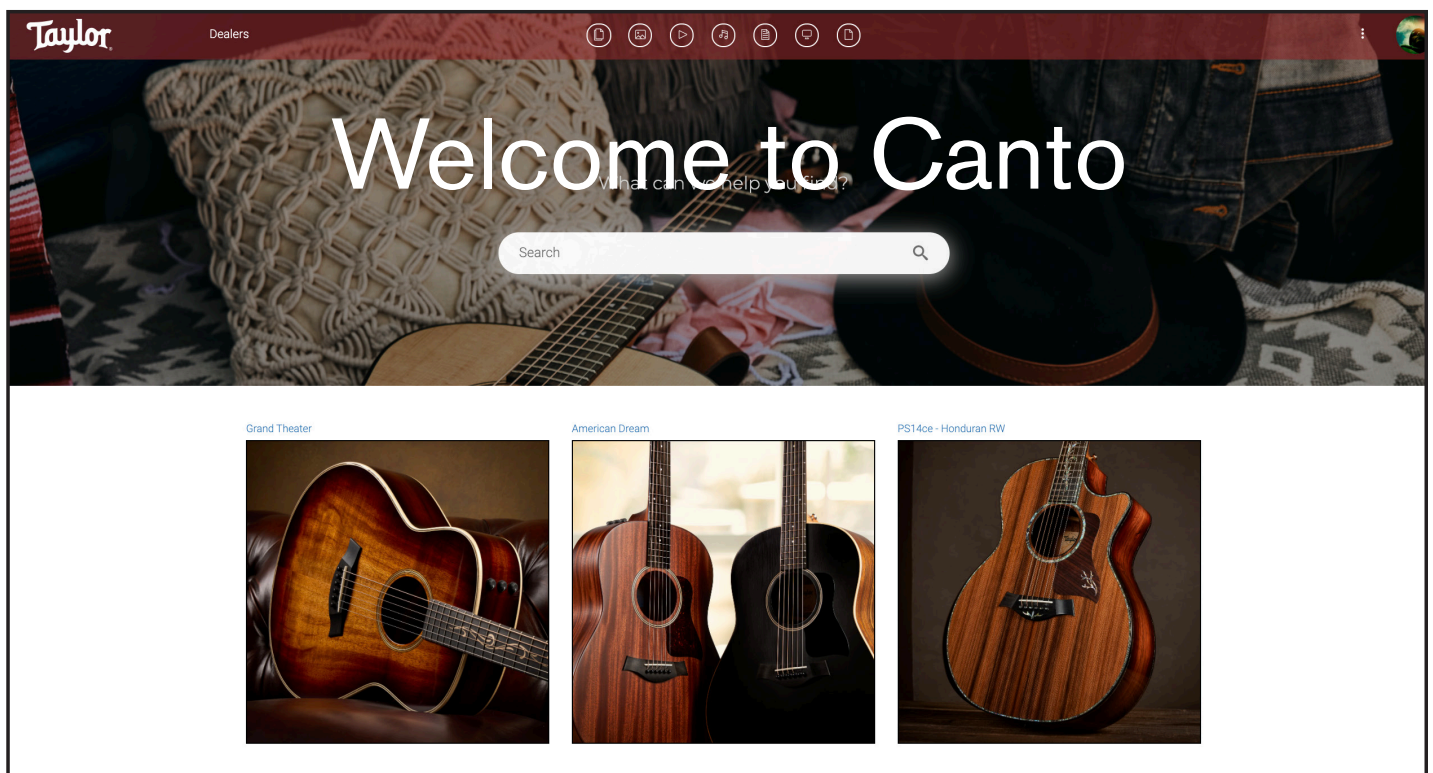 Taylor
Dealers
Welcome to Canto
What can we help you find?
Search
Grand Theater
American Dream
PS14ce - Honduran RW